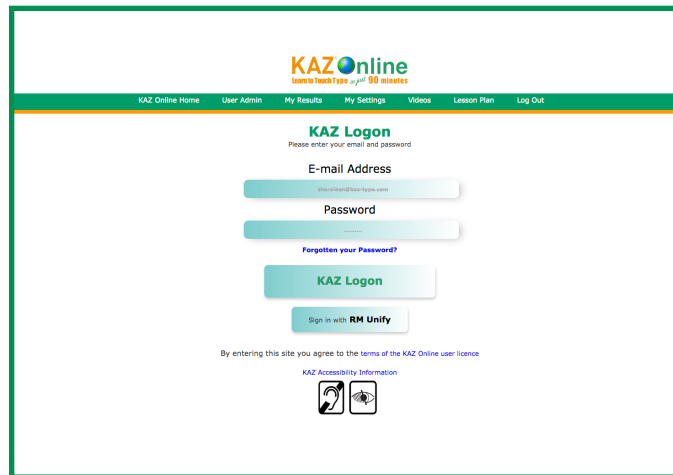 KAZ Online
Learn to Touch Type in just 90 minutes
KAZ Online Home User Admin My Results My Settings Videos Lesson Plan Log Out
KAZ Logon
Please enter your email and password
E-mail Address
Password
Forgotten your Password?
KAZ Logon
Sign in with RM Unify
By entering this site you agree to the terms of the KAZ Online user licence
KAZ Accessibility Information